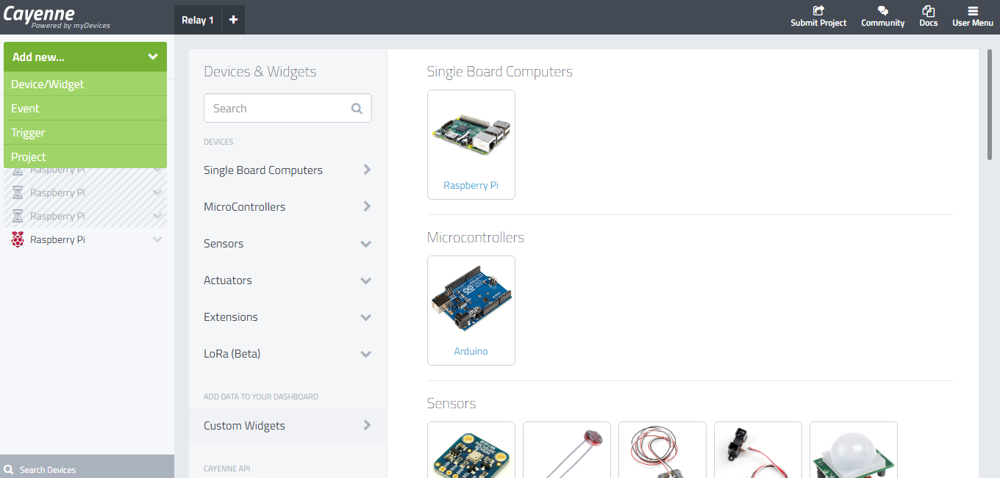 Cayenne
Powered by myDevices
Relay 1
+
Submit Project
Community
Docs
User Menu
Add new...
Device/Widget
Event
Trigger
Project
Raspberry Pi
Raspberry Pi
Raspberry Pi
Raspberry Pi
Search Devices
Devices & Widgets
Search
DEVICES
Single Board Computers
MicroControllers
Sensors
Actuators
Extensions
LoRa (Beta)
ADD DATA TO YOUR DASHBOARD
Custom Widgets
CAYENNE API
Single Board Computers
Raspberry Pi
Microcontrollers
Arduino
Sensors